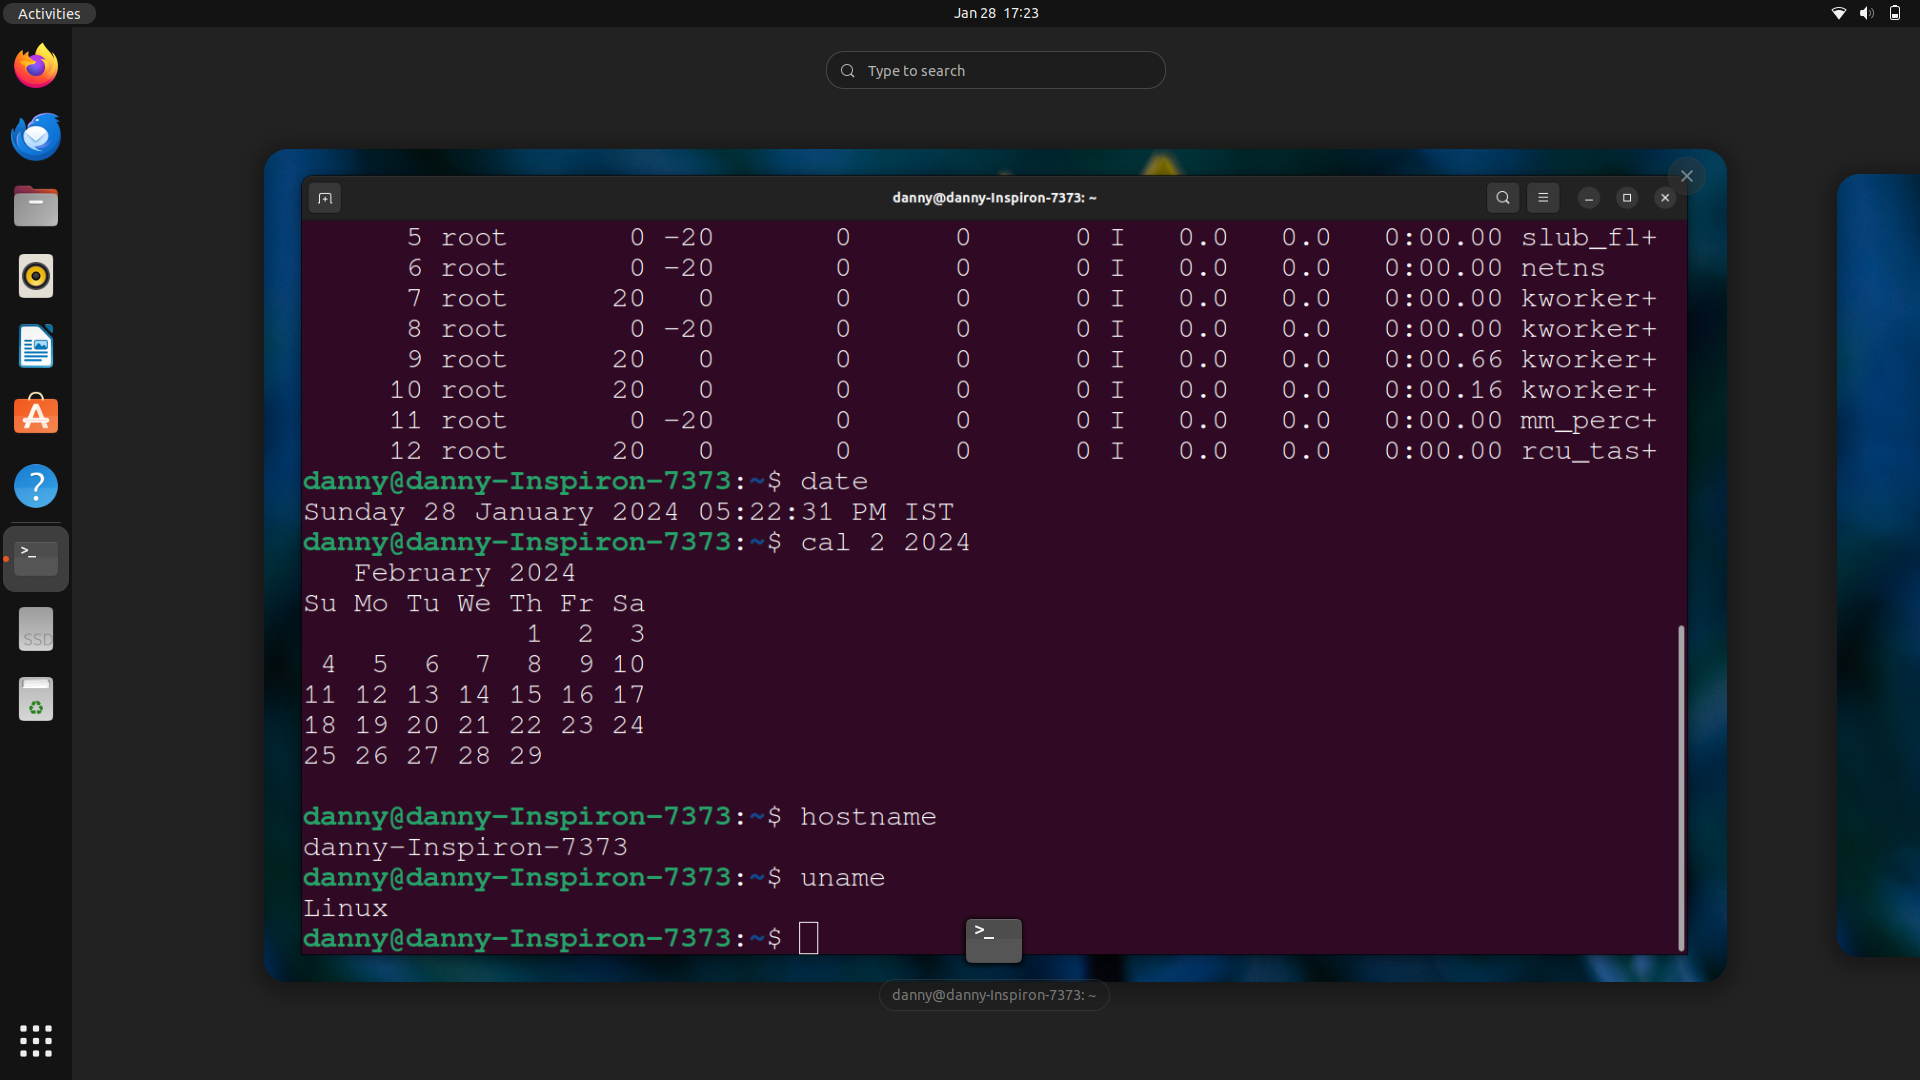 Activities
Jan 28 17:23
Type to search
danny@danny-Inspiron-7373: ~
5 root 0 -20 0 0 0 I 0.0 0.0 0:00.00 slub_fl+
6 root 0 -20 0 0 0 I 0.0 0.0 0:00.00 netns
7 root 20 0 0 0 0 I 0.0 0.0 0:00.00 kworker+
8 root 0 -20 0 0 0 I 0.0 0.0 0:00.00 kworker+
9 root 20 0 0 0 0 I 0.0 0.0 0:00.66 kworker+
10 root 20 0 0 0 0 I 0.0 0.0 0:00.16 kworker+
11 root 0 -20 0 0 0 I 0.0 0.0 0:00.00 mm_perc+
12 root 20 0 0 0 0 I 0.0 0.0 0:00.00 rcu_tas+
danny@danny-Inspiron-7373:~$ date
Sunday 28 January 2024 05:22:31 PM IST
danny@danny-Inspiron-7373:~$ cal 2 2024
February 2024
Su Mo Tu We Th Fr Sa
1 2 3
4 5 6 7 8 9 10
11 12 13 14 15 16 17
18 19 20 21 22 23 24
25 26 27 28 29
danny@danny-Inspiron-7373:~$ hostname
danny-Inspiron-7373
danny@danny-Inspiron-7373:~$ uname
Linux
danny@danny-Inspiron-7373:~$
>_
danny@danny-Inspiron-7373: ~
?
>_
SSD